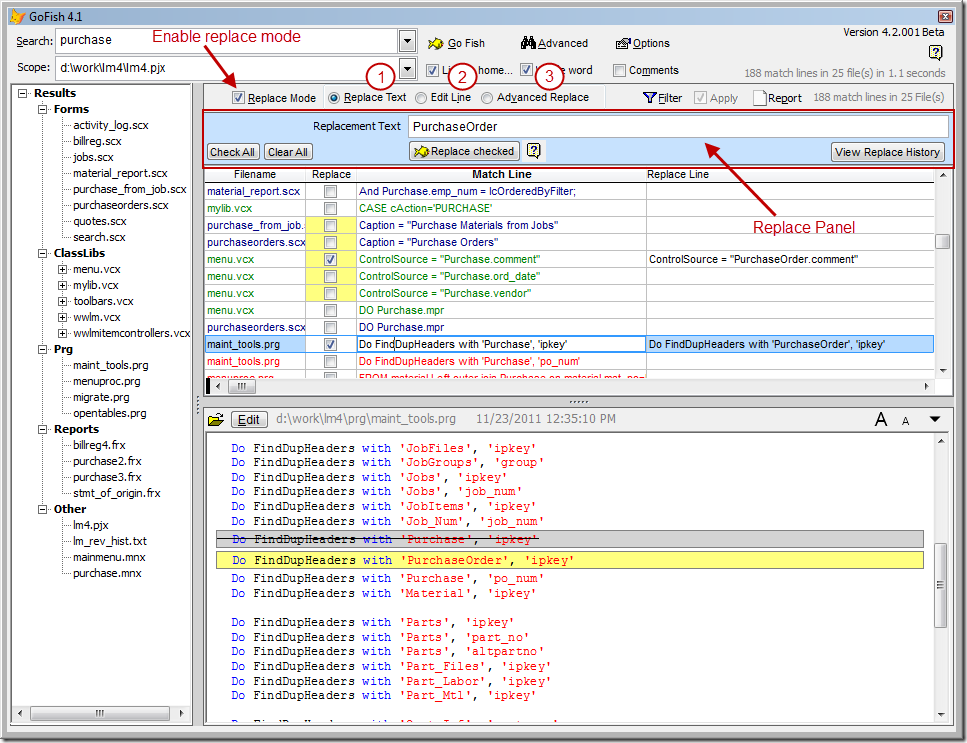 GoFish 4.1
Search: purchase
Enable replace mode
Go Fish
Advanced
Options
Version 4.2.001 Beta
Scope: d:\work\lm4\lm4.pjx
home...
word
Comments
188 match lines in 25 file(s) in 1.1 seconds
1
2
3
Replace Mode
Replace Text
Edit Line
Advanced Replace
Filter
Apply
Report
188 match lines in 25 File(s)
Replacement Text PurchaseOrder
Check All
Clear All
Replace checked
View Replace History
Replace Panel
Results
Forms
activity_log.scx
billreg.scx
jobs.scx
material_report.scx
purchase_from_job.scx
purchaseorders.scx
quotes.scx
search.scx
ClassLibs
menu.vcx
mylib.vcx
toolbars.vcx
wwlm.vcx
wwlmitemcontrollers.vcx
Prg
maint_tools.prg
menuproc.prg
migrate.prg
opentables.prg
Reports
billreg4.frx
purchase2.frx
purchase3.frx
stmt_of_origin.frx
Other
lm4.pjx
lm_rev_hist.txt
mainmenu.mnx
purchase.mnx
Filename Replace Match Line Replace Line
material_report.scx And Purchase.emp_num = lcOrderedByFilter;
mylib.vcx CASE cAction='PURCHASE'
purchase_from_job. Caption = "Purchase Materials from Jobs"
purchaseorders.scx Caption = "Purchase Orders"
menu.vcx ControlSource = "Purchase.comment" ControlSource = "PurchaseOrder.comment"
menu.vcx ControlSource = "Purchase.ord_date"
menu.vcx ControlSource = "Purchase.vendor"
menu.vcx DO Purchase.mpr
purchaseorders.scx DO Purchase.mpr
maint_tools.prg Do FindDupHeaders with 'Purchase', 'ipkey' Do FindDupHeaders with 'PurchaseOrder', 'ipkey'
maint_tools.prg Do FindDupHeaders with 'Purchase', 'po_num'
menuproc.prg FROM material Left outer join Purchase on material.mat_po=
Edit d:\work\lm4\prg\maint_tools.prg 11/23/2011 12:35:10 PM A A
Do FindDupHeaders with 'JobFiles', 'ipkey'
Do FindDupHeaders with 'JobGroups', 'group'
Do FindDupHeaders with 'Jobs', 'ipkey'
Do FindDupHeaders with 'Jobs', 'job_num'
Do FindDupHeaders with 'JobItems', 'ipkey'
Do FindDupHeaders with 'Job_Num', 'job_num'
Do FindDupHeaders with 'Purchase', 'ipkey'
Do FindDupHeaders with 'PurchaseOrder', 'ipkey'
Do FindDupHeaders with 'Purchase', 'po_num'
Do FindDupHeaders with 'Material', 'ipkey'
Do FindDupHeaders with 'Parts', 'ipkey'
Do FindDupHeaders with 'Parts', 'part_no'
Do FindDupHeaders with 'Parts', 'altpartno'
Do FindDupHeaders with 'Part_Files', 'ipkey'
Do FindDupHeaders with 'Part_Labor', 'ipkey'
Do FindDupHeaders with 'Part_Mtl', 'ipkey'